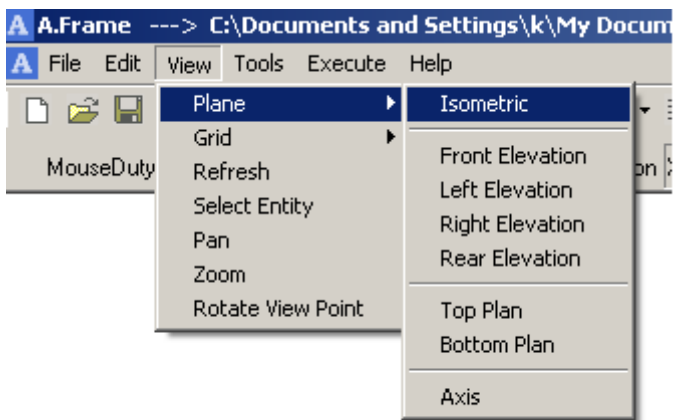 A A.Frame ---> C:\Documents and Settings\k\My Docum
A File Edit View Tools Execute Help
Plane
Grid
Refresh
Select Entity
Pan
Zoom
Rotate View Point
Isometric
Front Elevation
Left Elevation
Right Elevation
Rear Elevation
Top Plan
Bottom Plan
Axis
MouseDuty
on